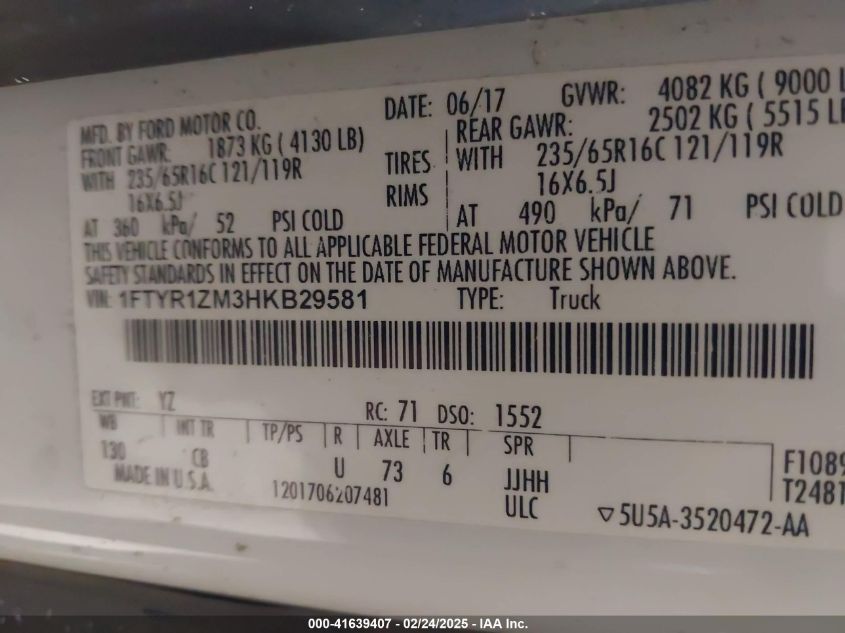 MFD. BY FORD MOTOR CO. DATE: 06/17 GVWR: 4082 KG ( 9000 L
FRONT GAWR: 1873 KG ( 4130 LB) REAR GAWR: 2502 KG ( 5515 LB
WITH 235/65R16C 121/119R TIRES WITH 235/65R16C 121/119R
16X6.5J RIMS 16X6.5J
AT 360 kPa/ 52 PSI COLD AT 490 kPa/ 71 PSI COLD
THIS VEHICLE CONFORMS TO ALL APPLICABLE FEDERAL MOTOR VEHICLE
SAFETY STANDARDS IN EFFECT ON THE DATE OF MANUFACTURE SHOWN ABOVE.
VIN: 1FTYR1ZM3HKB29581 TYPE: Truck
EXT PNT: YZ RC: 71 DSO: 1552
WB INT TR TP/PS R AXLE TR SPR
130 CB U 73 6 JJHH F1089
MADE IN U.S.A. 1201706207481 ULC T2481
▽5U5A-3520472-AA
000-41639407 - 02/24/2025 - IAA Inc.